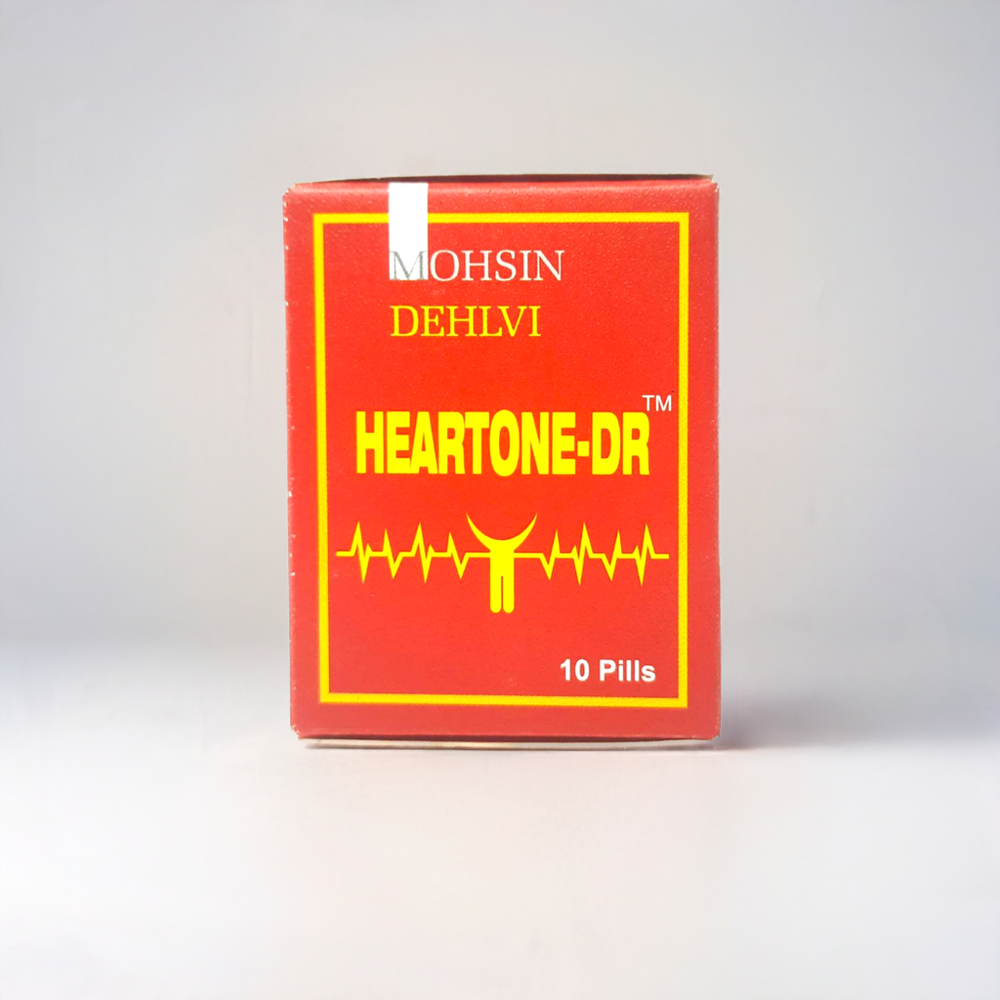 MOHSIN
DEHLVI
HEARTONE-DR™
10 Pills